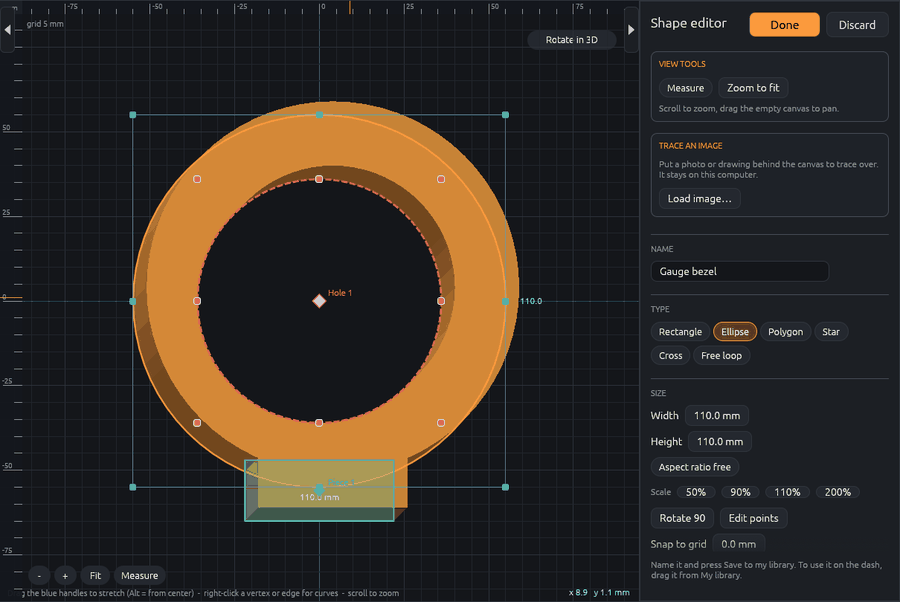 -75
-50
-25
0
25
50
75
grid 5 mm
Rotate in 3D
50
25
0
-25
-50
-75
Hole 1
110.0
110.0 mm
- + Fit Measure
g the blue handles to stretch (Alt = from center) - right-click a vertex or edge for curves - scroll to zoom
x 8.9 y 1.1 mm
Shape editor
Done
Discard
VIEW TOOLS
Measure
Zoom to fit
Scroll to zoom, drag the empty canvas to pan.
TRACE AN IMAGE
Put a photo or drawing behind the canvas to trace over.
It stays on this computer.
Load image...
NAME
Gauge bezel
TYPE
Rectangle Ellipse Polygon Star
Cross Free loop
SIZE
Width 110.0 mm
Height 110.0 mm
Aspect ratio free
Scale 50% 90% 110% 200%
Rotate 90 Edit points
Snap to grid 0.0 mm
Name it and press Save to my library. To use it on the dash,
drag it from My library.